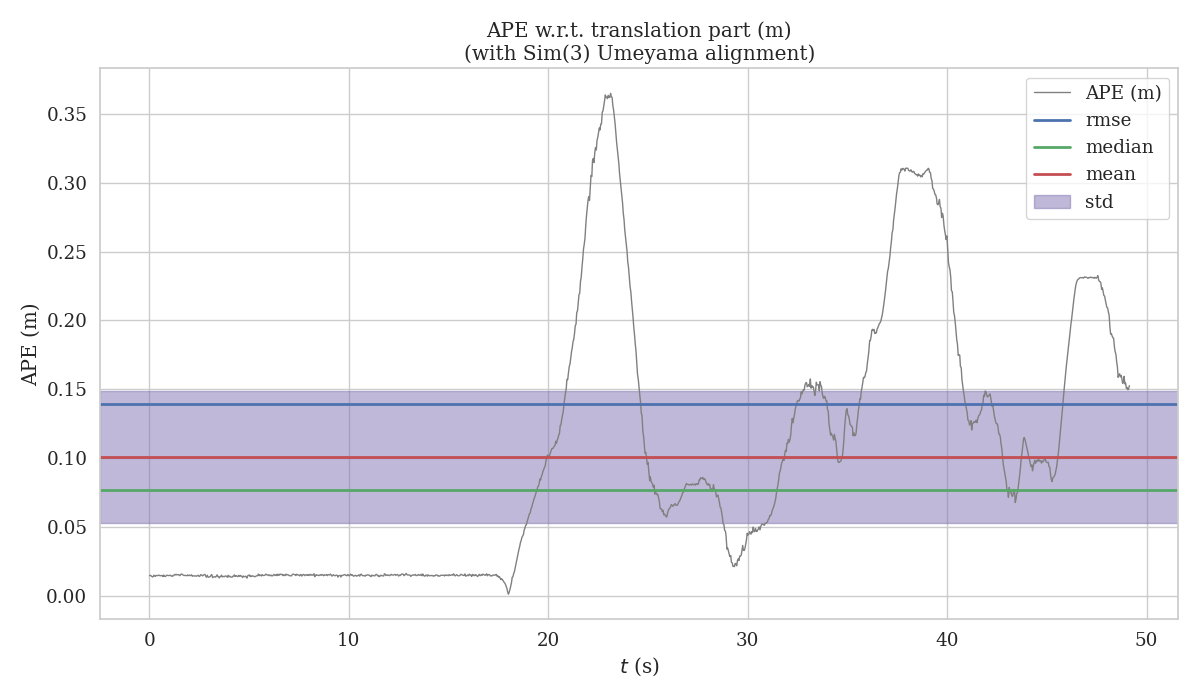 APE w.r.t. translation part (m)
(with Sim(3) Umeyama alignment)
APE (m)
rmse
median
mean
std
APE (m)
0.35
0.30
0.25
0.20
0.15
0.10
0.05
0.00
0 10 20 30 40 50
t (s)